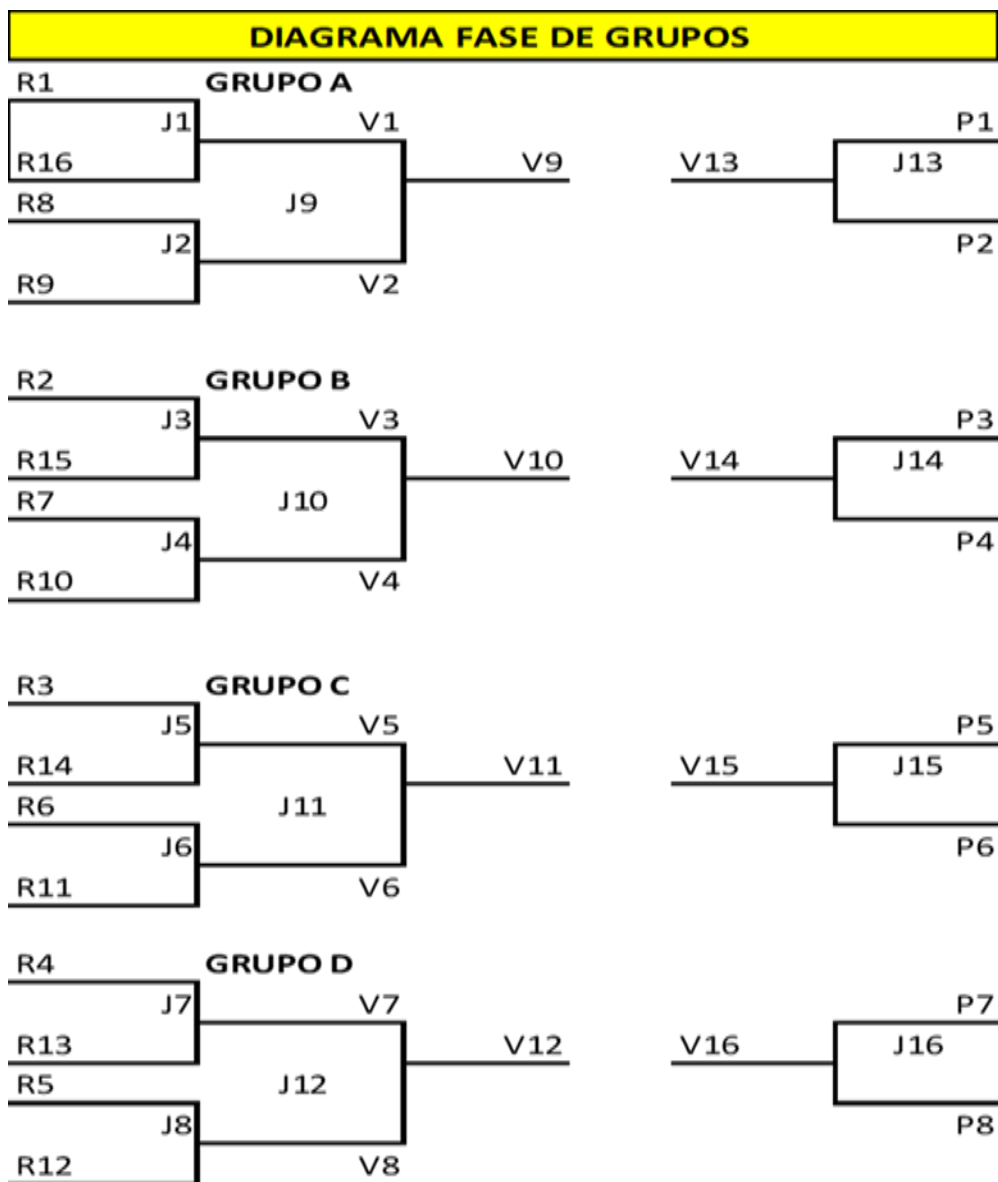 DIAGRAMA FASE DE GRUPOS
R1 GRUPO A
J1 V1 P1
R16 V9 V13 J13
R8 J9
J2 P2
R9 V2
R2 GRUPO B
J3 V3 P3
R15 V10 V14 J14
R7 J10
J4 P4
R10 V4
R3 GRUPO C
J5 V5 P5
R14 V11 V15 J15
R6 J11
J6 P6
R11 V6
R4 GRUPO D
J7 V7 P7
R13 V12 V16 J16
R5 J12
J8 P8
R12 V8